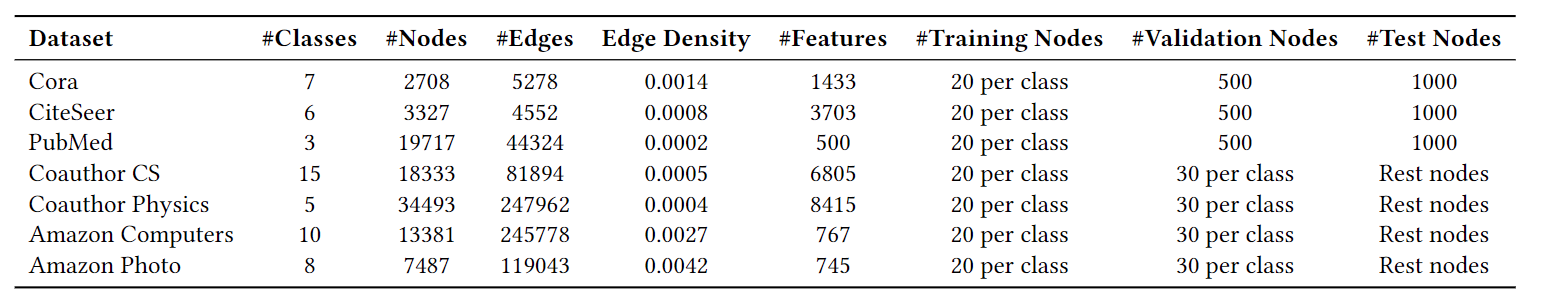 Dataset #Classes #Nodes #Edges Edge Density #Features #Training Nodes #Validation Nodes #Test Nodes
Cora 7 2708 5278 0.0014 1433 20 per class 500 1000
CiteSeer 6 3327 4552 0.0008 3703 20 per class 500 1000
PubMed 3 19717 44324 0.0002 500 20 per class 500 1000
Coauthor CS 15 18333 81894 0.0005 6805 20 per class 30 per class Rest nodes
Coauthor Physics 5 34493 247962 0.0004 8415 20 per class 30 per class Rest nodes
Amazon Computers 10 13381 245778 0.0027 767 20 per class 30 per class Rest nodes
Amazon Photo 8 7487 119043 0.0042 745 20 per class 30 per class Rest nodes